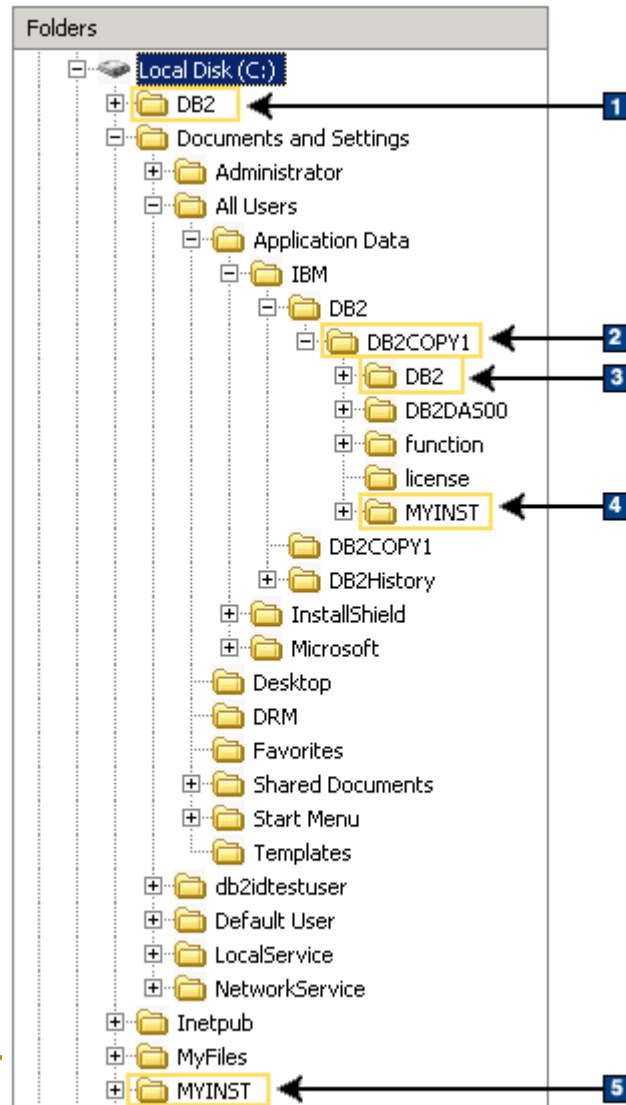 Folders
Local Disk (C:)
DB2 1
Documents and Settings
Administrator
All Users
Application Data
IBM
DB2
DB2COPY1 2
DB2 3
DB2DAS00
function
license
MYINST 4
DB2COPY1
DB2History
InstallShield
Microsoft
Desktop
DRM
Favorites
Shared Documents
Start Menu
Templates
db2idtestuser
Default User
LocalService
NetworkService
Inetpub
MyFiles
MYINST 5